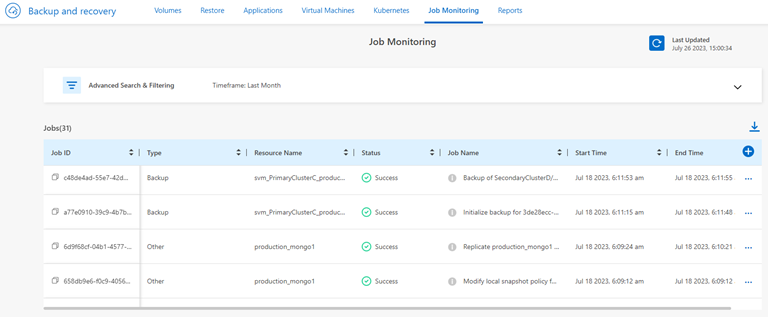 Backup and recovery Volumes Restore Applications Virtual Machines Kubernetes Job Monitoring Reports
Job Monitoring
Last Updated
July 26 2023, 15:00:34
Advanced Search & Filtering Timeframe: Last Month
Jobs(31)
Job ID Type Resource Name Status Job Name Start Time End Time
c48de4ad-55e7-42d... Backup svm_PrimaryClusterC_produc... Success Backup of SecondaryClusterD/... Jul 18 2023, 6:11:53 am Jul 18 2023, 6:11:55 ...
a77e0910-39c9-4b7b... Backup svm_PrimaryClusterC_produc... Success Initialize backup for 3de28ecc-... Jul 18 2023, 6:11:15 am Jul 18 2023, 6:11:48 ...
6d9f68cf-04b1-4577-... Other production_mongo1 Success Replicate production_mongo1 ... Jul 18 2023, 6:09:24 am Jul 18 2023, 6:10:21 ...
658db9e6-f0c9-4056... Other production_mongo1 Success Modify local snapshot policy f... Jul 18 2023, 6:09:12 am Jul 18 2023, 6:09:12 ...